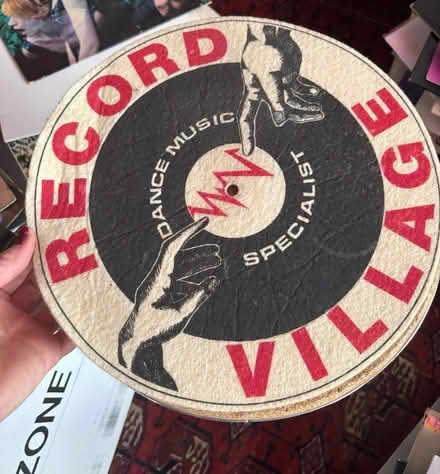 RECORD
VILLAGE
DANCE MUSIC
SPECIALIST
ZONE